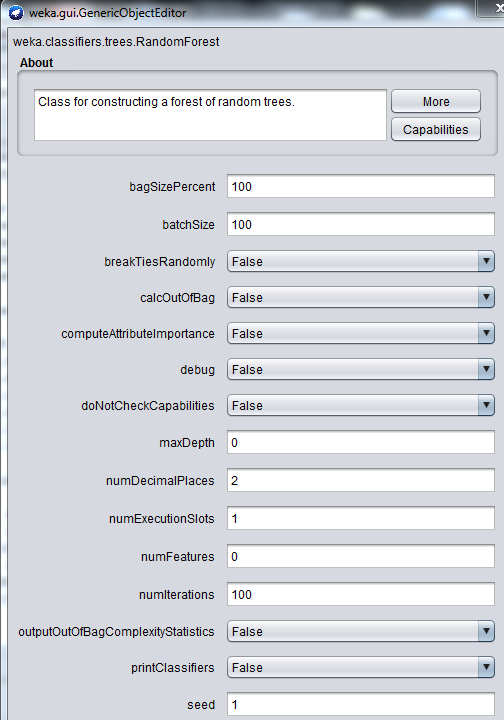 weka.gui.GenericObjectEditor
weka.classifiers.trees.RandomForest
About
Class for constructing a forest of random trees.
More
Capabilities
bagSizePercent 100
batchSize 100
breakTiesRandomly False
calcOutOfBag False
computeAttributeImportance False
debug False
doNotCheckCapabilities False
maxDepth 0
numDecimalPlaces 2
numExecutionSlots 1
numFeatures 0
numIterations 100
outputOutOfBagComplexityStatistics False
printClassifiers False
seed 1